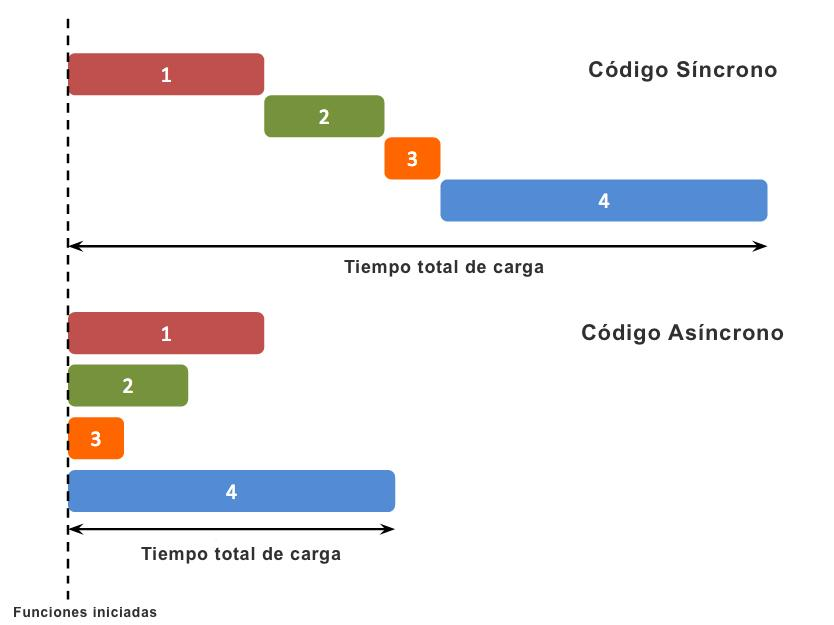 Código Síncrono
1
2
3
4
Tiempo total de carga
Código Asíncrono
1
2
3
4
Tiempo total de carga
Funciones iniciadas